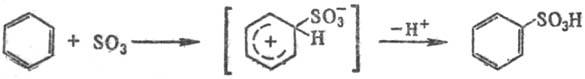 + SO₃ ⟶ [ + SO₃⁻ H ] −H⁺ ⟶ SO₃H